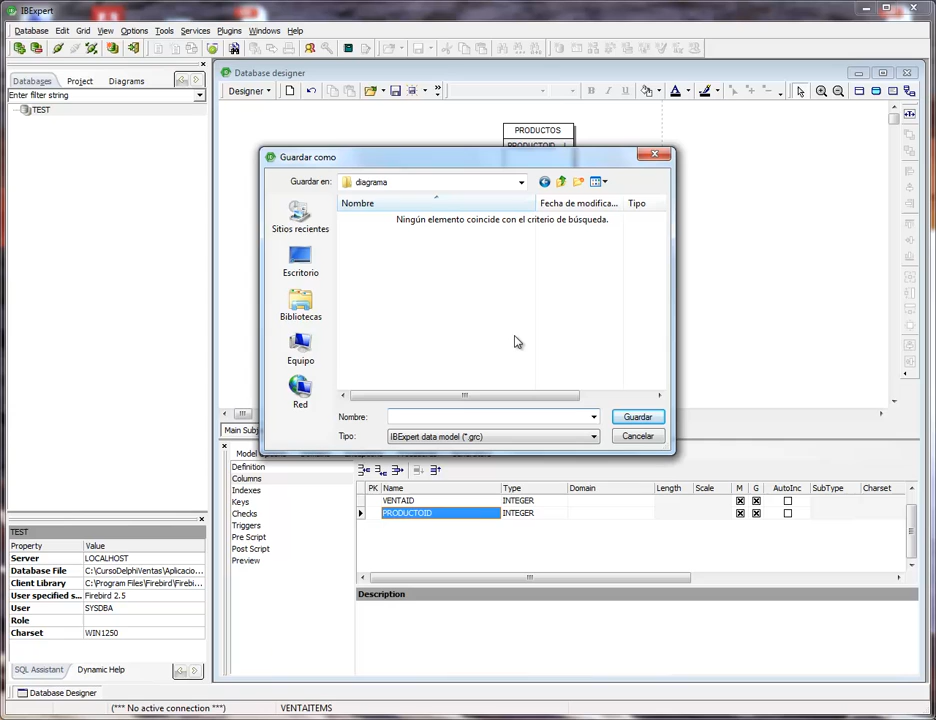 IBExpert
Database Edit Grid View Options Tools Services Plugins Windows Help
Databases Project Diagrams
Enter filter string
TEST
Database designer
Designer
B I U
PRODUCTOS
PRODUCTOID I
Guardar como
Guardar en: diagrama
Nombre Fecha de modifica... Tipo
Ningún elemento coincide con el criterio de búsqueda.
Sitios recientes
Escritorio
Bibliotecas
Equipo
Red
Nombre: Guardar
Tipo: IBExpert data model (*.grc) Cancelar
Main Subj
Definition
Columns
Indexes
Keys
Checks
Triggers
Pre Script
Post Script
Preview
PK Name Type Domain Length Scale M G AutoInc SubType Charset
VENTAID INTEGER
PRODUCTOID INTEGER
Description
TEST
Property Value
Server LOCALHOST
Database File C:\CursoDelphiVentas\Aplicacio...
Client Library C:\Program Files\Firebird\Firebi...
User specified s... Firebird 2.5
User SYSDBA
Role
Charset WIN1250
SQL Assistant Dynamic Help
Database Designer
(*** No active connection ***) VENTAITEMS